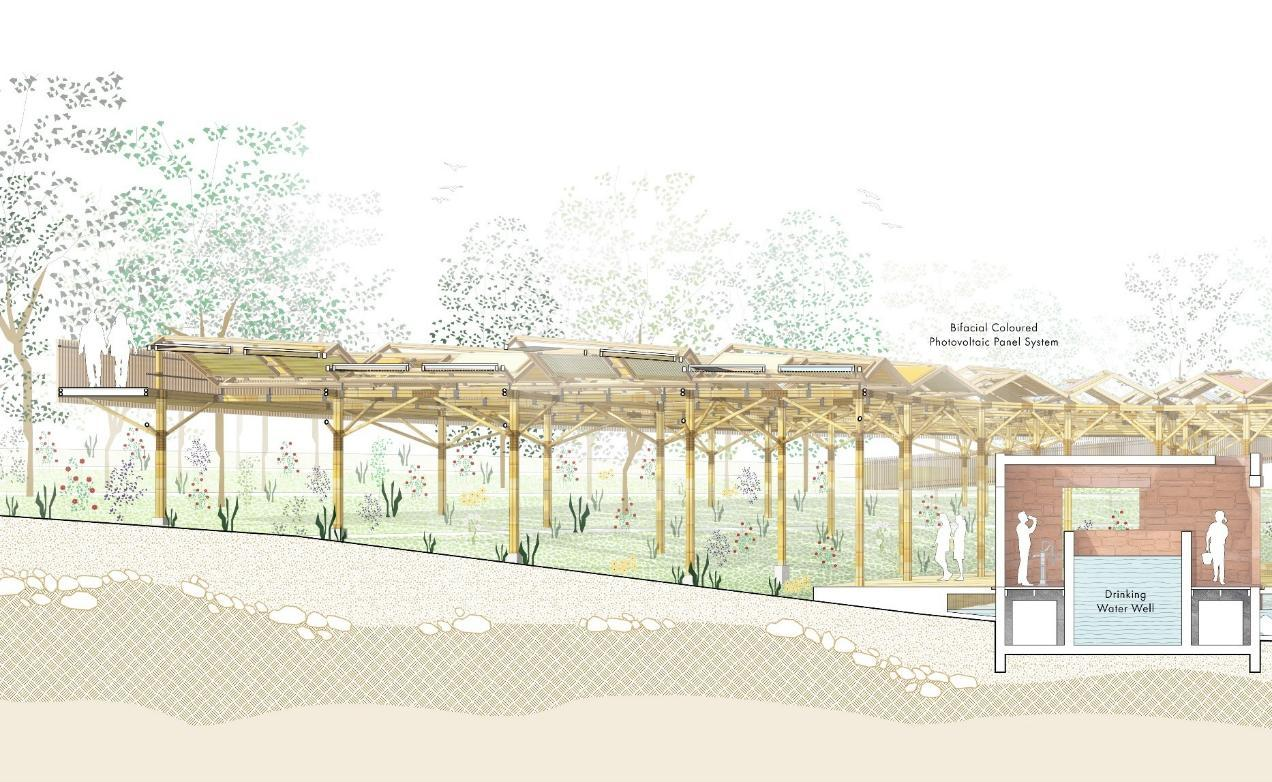 Bifacial Coloured
Photovoltaic Panel System
Drinking
Water Well